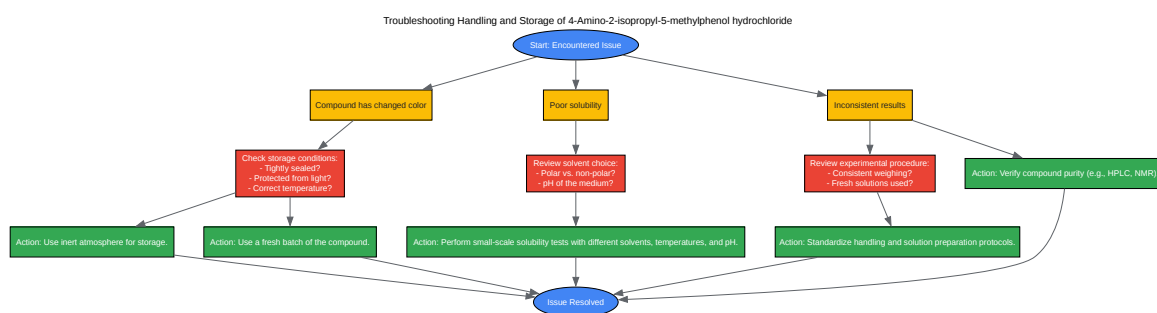 Troubleshooting Handling and Storage of 4-Amino-2-isopropyl-5-methylphenol hydrochloride
Start: Encountered Issue
Compound has changed color
Poor solubility
Inconsistent results
Check storage conditions:
- Tightly sealed?
- Protected from light?
- Correct temperature?
Review solvent choice:
- Polar vs. non-polar?
- pH of the medium?
Review experimental procedure:
- Consistent weighing?
- Fresh solutions used?
Action: Verify compound purity (e.g., HPLC, NMR)
Action: Use inert atmosphere for storage.
Action: Use a fresh batch of the compound.
Action: Perform small-scale solubility tests with different solvents, temperatures, and pH.
Action: Standardize handling and solution preparation protocols.
Issue Resolved